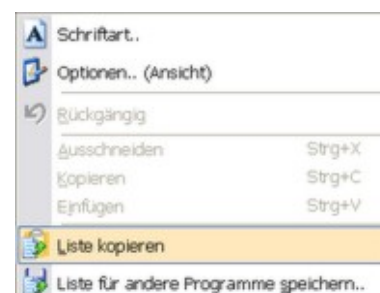 Schriftart..
Optionen.. (Ansicht)
Rückgängig
Ausschneiden Strg+X
Kopieren Strg+C
Einfügen Strg+V
Liste kopieren
Liste für andere Programme speichern..